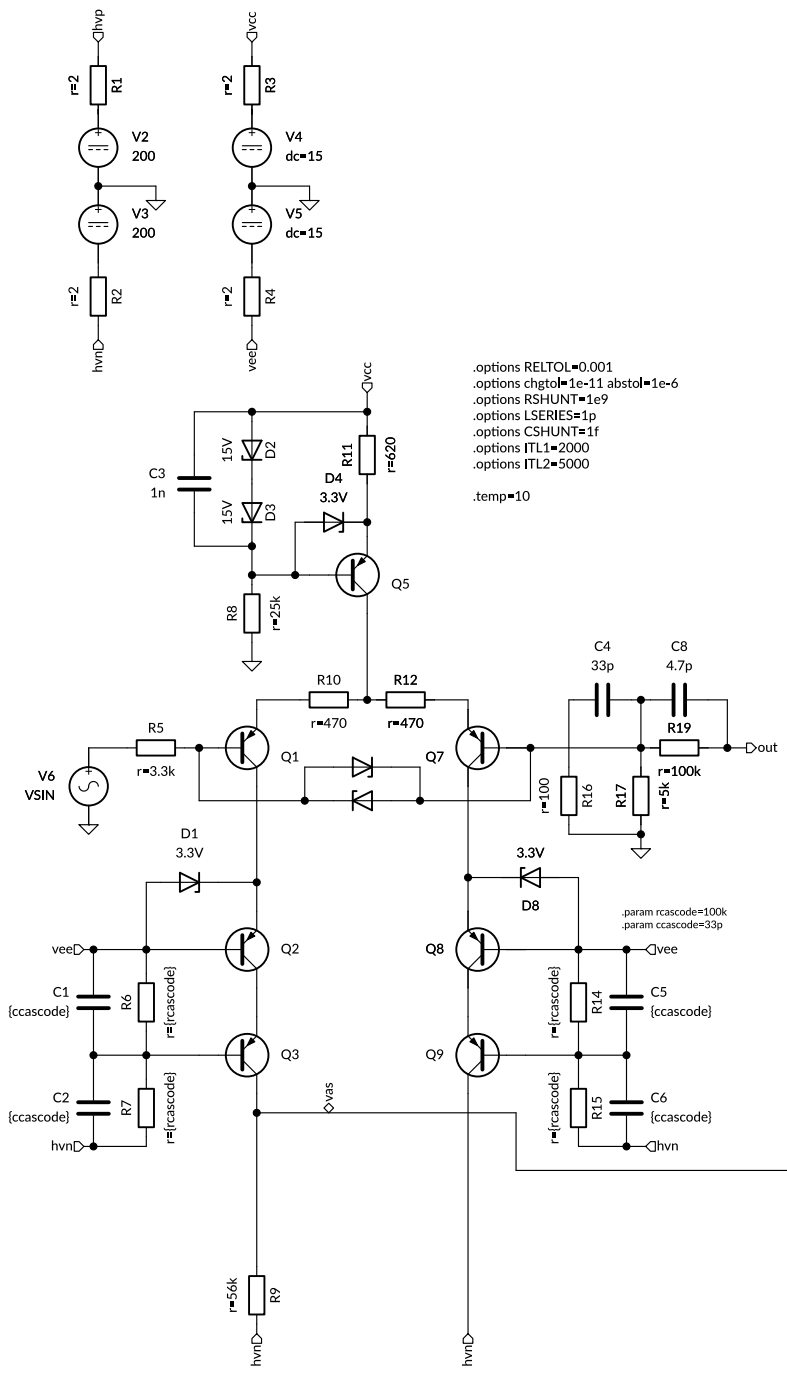 hvp
vcc
r=2
R1
r=2
R3
V2
200
V4
dc=15
V3
200
V5
dc=15
r=2
R2
r=2
R4
hvn
vee
.options RELTOL=0.001
.options chgtol=1e-11 abstol=1e-6
.options RSHUNT=1e9
.options LSERIES=1p
.options CSHUNT=1f
.options ITL1=2000
.options ITL2=5000
.temp=10
vcc
15V
D2
R11
r=620
C3
1n
D4
3.3V
15V
D3
Q5
R8
r=25k
C4
33p
C8
4.7p
R10
r=470
R12
r=470
R5
r=3.3k
Q1
Q7
R19
r=100k
out
V6
VSIN
r=100
R16
R17
r=5k
D1
3.3V
3.3V
D8
.param rcascode=100k
.param ccascode=33p
vee
Q2
Q8
vee
C1
{ccascode}
R6
r={rcascode}
r={rcascode}
R14
C5
{ccascode}
Q3
Q9
C2
{ccascode}
R7
r={rcascode}
r={rcascode}
R15
C6
{ccascode}
vas
hvn
hvn
r=56k
R9
hvn
hvn